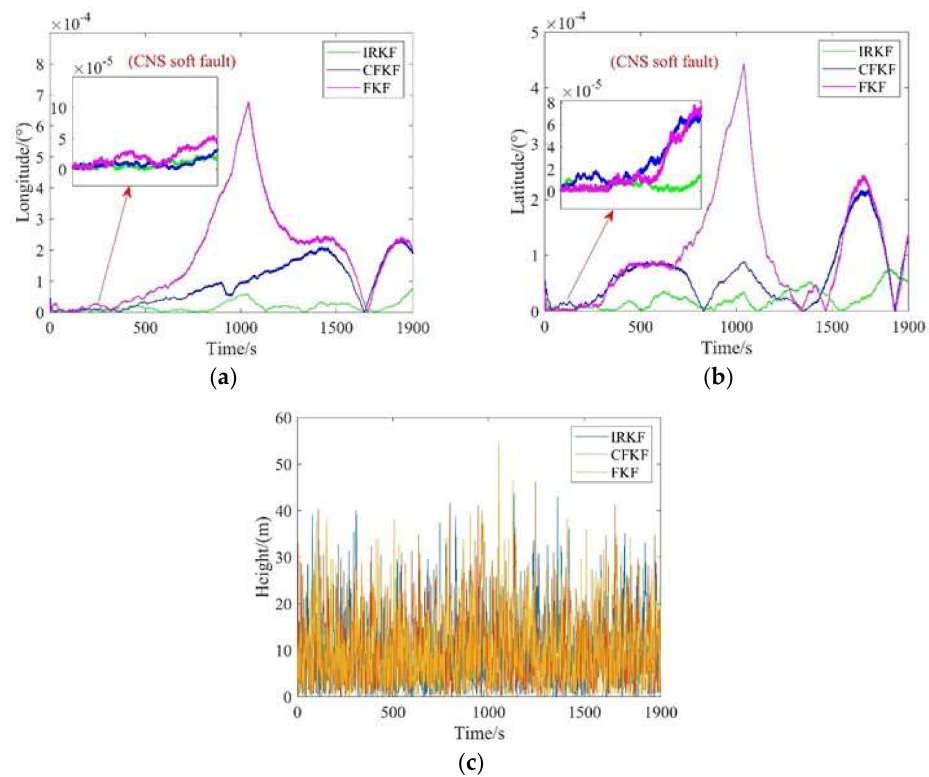 ×10⁻⁴
9
8
7
6
5
4
3
2
1
0
Longitude/(°)
(CNS soft fault)
×10⁻⁵
10
5
0
IRKF
CFKF
FKF
0
500
1000
1500
1900
Time/s
(a)
×10⁻⁴
5
4
3
2
1
0
Latitude/(°)
(CNS soft fault)
×10⁻⁵
8
6
4
2
0
IRKF
CFKF
FKF
0
500
1000
1500
1900
Time/s
(b)
60
50
40
30
20
10
0
Height/(m)
IRKF
CFKF
FKF
0
500
1000
1500
1900
Time/s
(c)